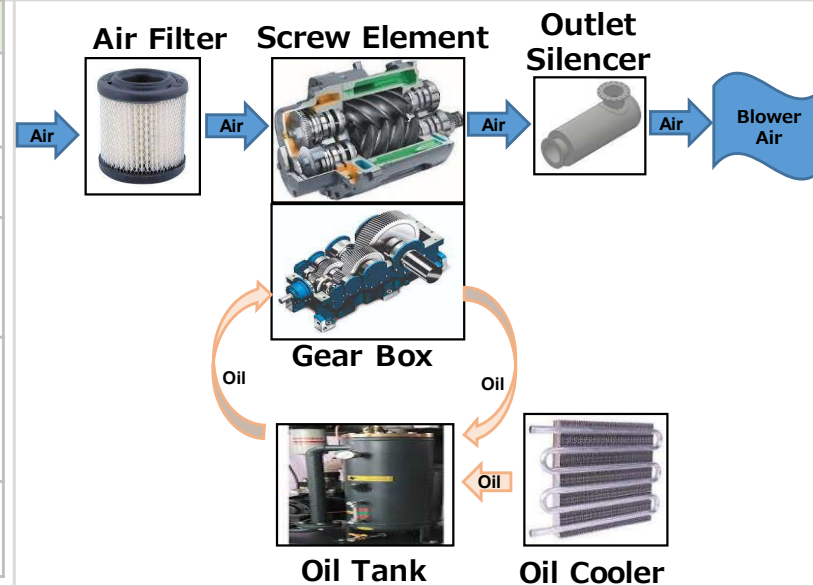 Air Filter
Screw Element
Outlet
Silencer
Air
Air
Air
Air
Blower
Air
Gear Box
Oil
Oil
Oil
Oil Tank
Oil Cooler